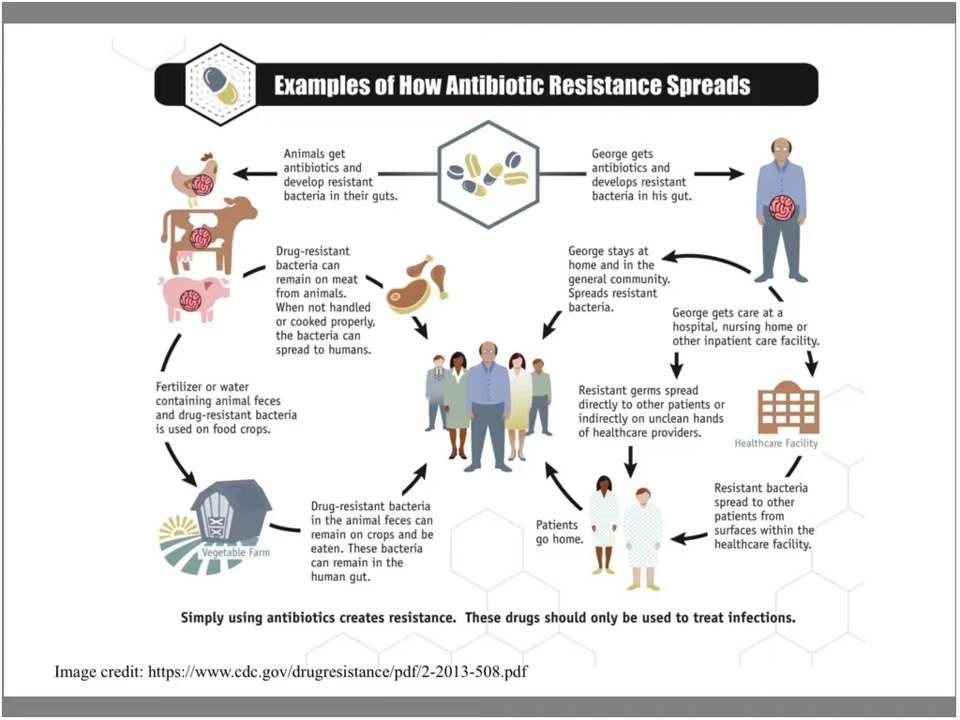 Examples of How Antibiotic Resistance Spreads
Animals get
antibiotics and
develop resistant
bacteria in their guts.
George gets
antibiotics and
develops resistant
bacteria in his gut.
Drug-resistant
bacteria can
remain on meat
from animals.
When not handled
or cooked properly,
the bacteria can
spread to humans.
George stays at
home and in the
general community.
Spreads resistant
bacteria.
George gets care at a
hospital, nursing home or
other inpatient care facility.
Fertilizer or water
containing animal feces
and drug-resistant bacteria
is used on food crops.
Resistant germs spread
directly to other patients or
indirectly on unclean hands
of healthcare providers.
Healthcare Facility
Vegetable Farm
Drug-resistant bacteria
in the animal feces can
remain on crops and be
eaten. These bacteria
can remain in the
human gut.
Patients
go home.
Resistant bacteria
spread to other
patients from
surfaces within the
healthcare facility.
Simply using antibiotics creates resistance. These drugs should only be used to treat infections.
Image credit: https://www.cdc.gov/drugresistance/pdf/2-2013-508.pdf